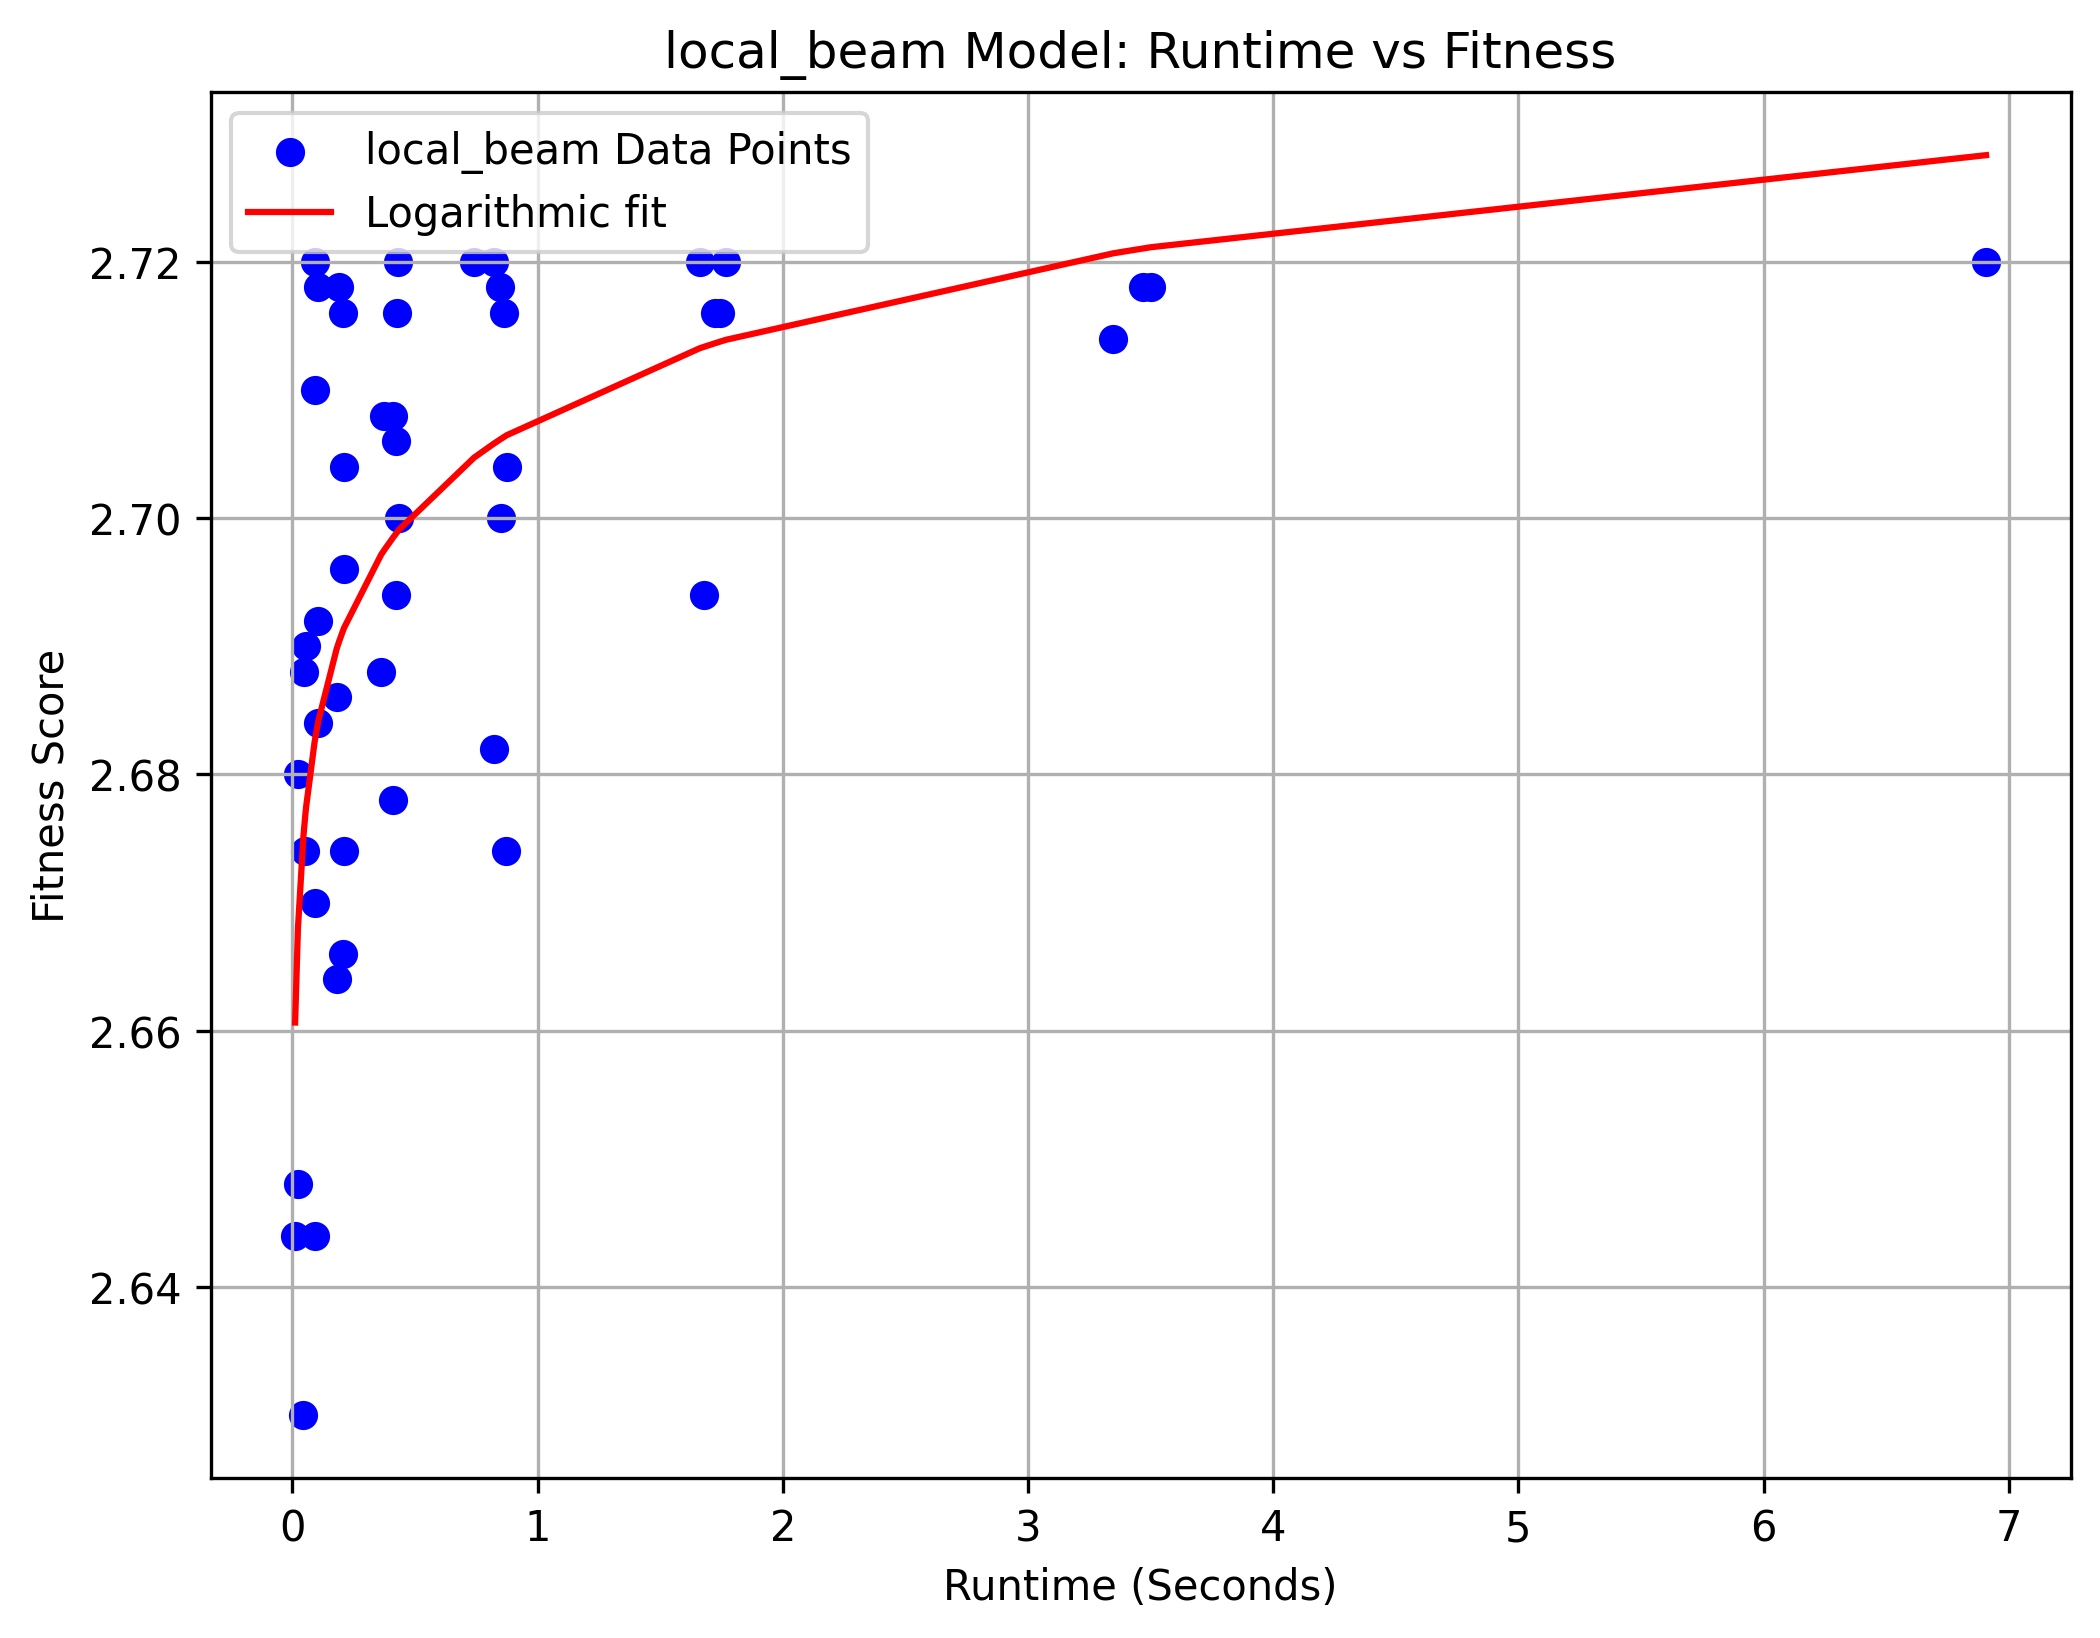 local_beam Model: Runtime vs Fitness
local_beam Data Points
Logarithmic fit
Fitness Score
2.72
2.70
2.68
2.66
2.64
0 1 2 3 4 5 6 7
Runtime (Seconds)